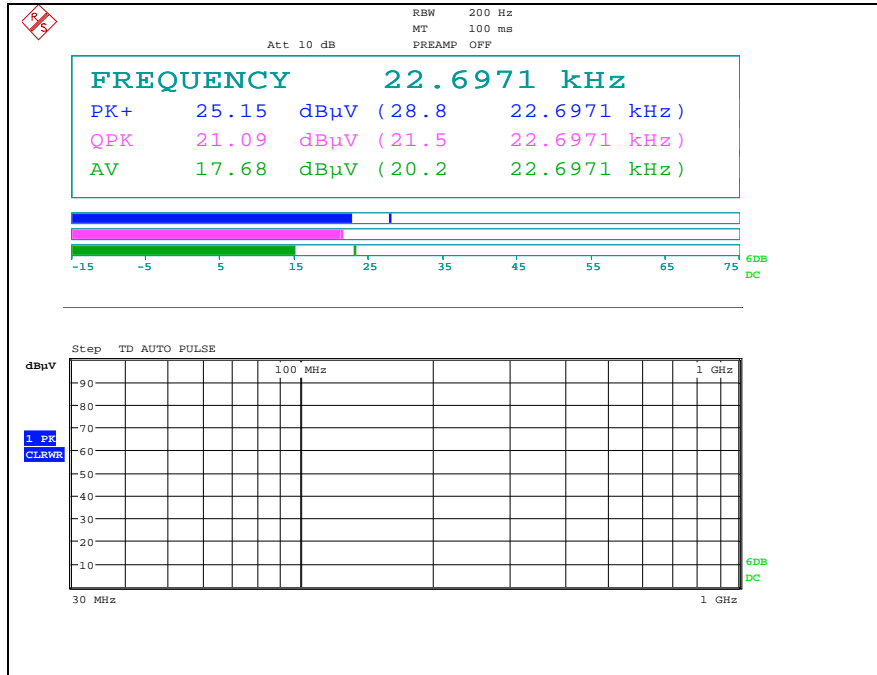 R S
RBW 200 Hz
MT 100 ms
Att 10 dB PREAMP OFF
FREQUENCY 22.6971 kHz
PK+ 25.15 dBµV (28.8 22.6971 kHz)
QPK 21.09 dBµV (21.5 22.6971 kHz)
AV 17.68 dBµV (20.2 22.6971 kHz)
-15 -5 5 15 25 35 45 55 65 75
6DB
DC
Step TD AUTO PULSE
dBµV
100 MHz 1 GHz
90
80
70
1 PK
CLRWR
60
50
40
30
20
10
6DB
DC
30 MHz 1 GHz